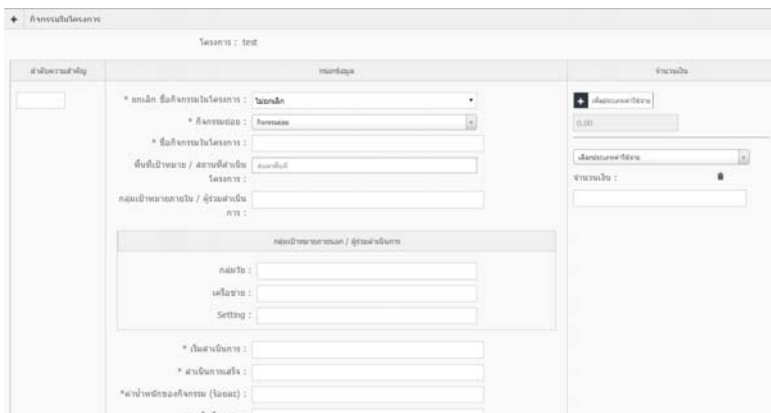 กิจกรรมในโครงการ
โครงการ : test
ลำดับความสำคัญ
กรอกข้อมูล
จำนวนเงิน
* ยกเลิก ชื่อกิจกรรมในโครงการ :
ไม่ยกเลิก
+ เพิ่มประเภทค่าใช้จ่าย
* กิจกรรมย่อย :
กิจกรรมย่อย
0.00
* ชื่อกิจกรรมในโครงการ :
พื้นที่เป้าหมาย / สถานที่ดำเนิน
โครงการ :
ค้นหาพื้นที่
เลือกประเภทค่าใช้จ่าย
จำนวนเงิน :
กลุ่มเป้าหมายภายใน / ผู้ร่วมดำเนิน
การ :
กลุ่มเป้าหมายภายนอก / ผู้ร่วมดำเนินการ
กลุ่มวัย :
เครือข่าย :
Setting :
* เริ่มดำเนินการ :
* ดำเนินการเสร็จ :
*ค่าน้ำหนักของกิจกรรม (ร้อยละ) :